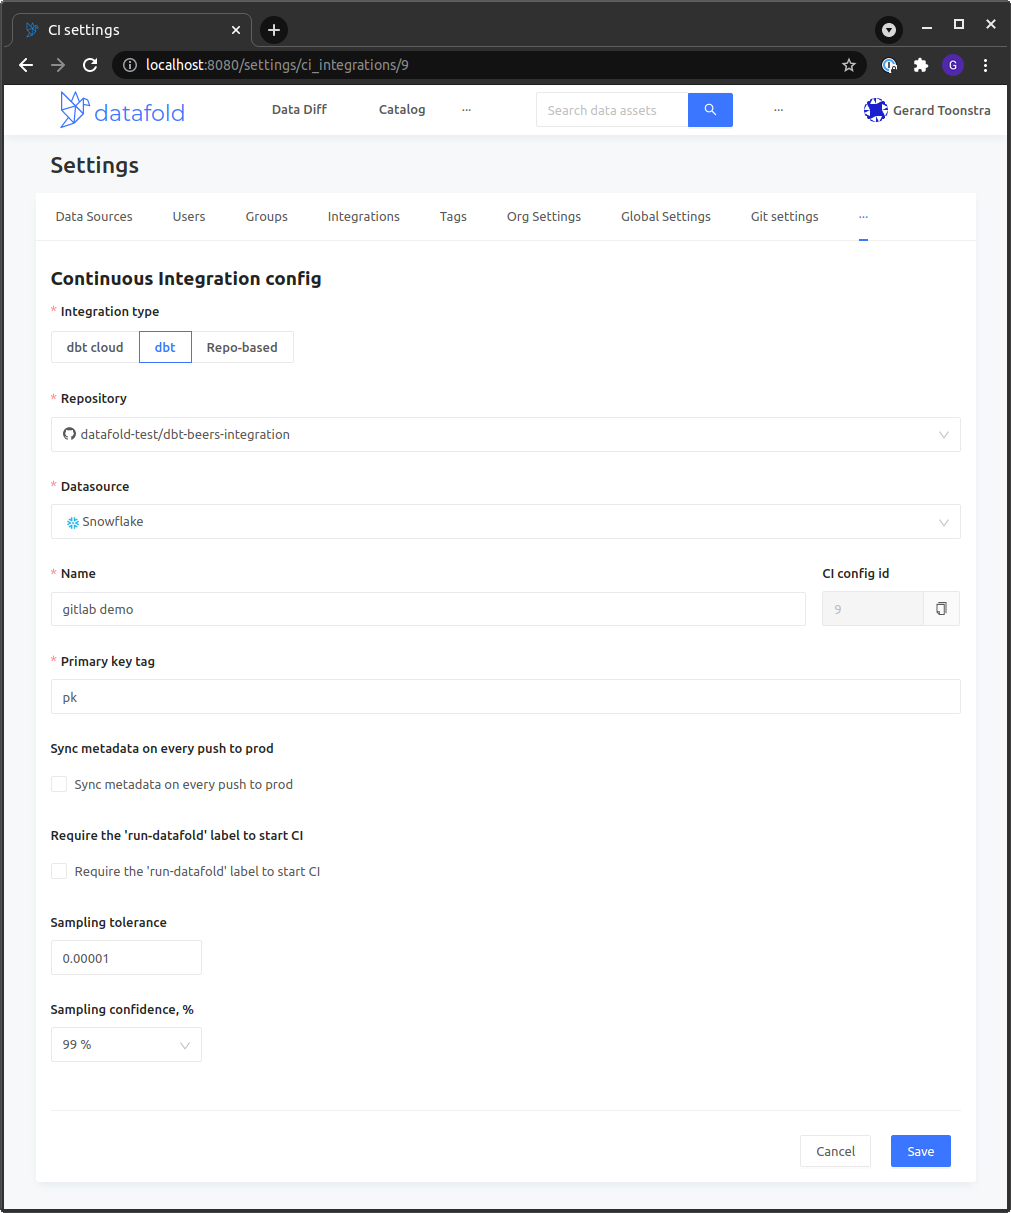 CI settings
localhost:8080/settings/ci_integrations/9
G
datafold
Data Diff
Catalog
...
Search data assets
...
Gerard Toonstra
Settings
Data Sources
Users
Groups
Integrations
Tags
Org Settings
Global Settings
Git settings
...
Continuous Integration config
* Integration type
dbt cloud
dbt
Repo-based
* Repository
datafold-test/dbt-beers-integration
* Datasource
Snowflake
* Name
CI config id
gitlab demo
9
* Primary key tag
pk
Sync metadata on every push to prod
Sync metadata on every push to prod
Require the 'run-datafold' label to start CI
Require the 'run-datafold' label to start CI
Sampling tolerance
0.00001
Sampling confidence, %
99 %
Cancel
Save